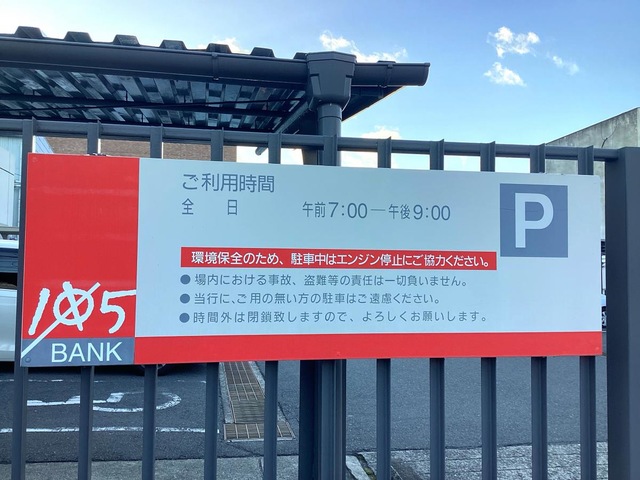 ご利用時間
全 日 午前7:00―午後9:00
P
環境保全のため、駐車中はエンジン停止にご協力ください。
●場内における事故、盗難等の責任は一切負いません。
●当行に、ご用の無い方の駐車はご遠慮ください。
●時間外は閉鎖致しますので、よろしくお願いします。
105
BANK